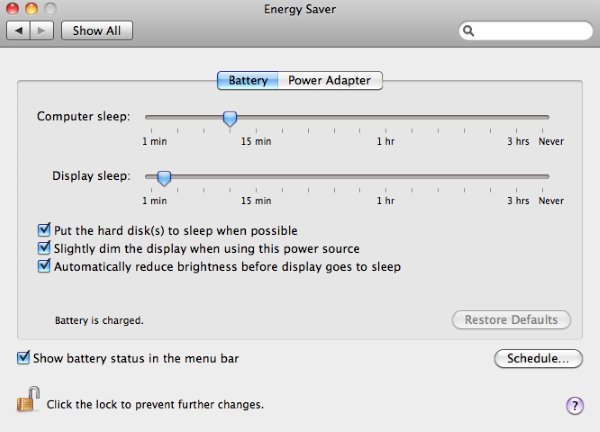 Energy Saver
Show All
Battery Power Adapter
Computer sleep:
1 min 15 min 1 hr 3 hrs Never
Display sleep:
1 min 15 min 1 hr 3 hrs Never
Put the hard disk(s) to sleep when possible
Slightly dim the display when using this power source
Automatically reduce brightness before display goes to sleep
Battery is charged. Restore Defaults
Show battery status in the menu bar Schedule...
Click the lock to prevent further changes. ?